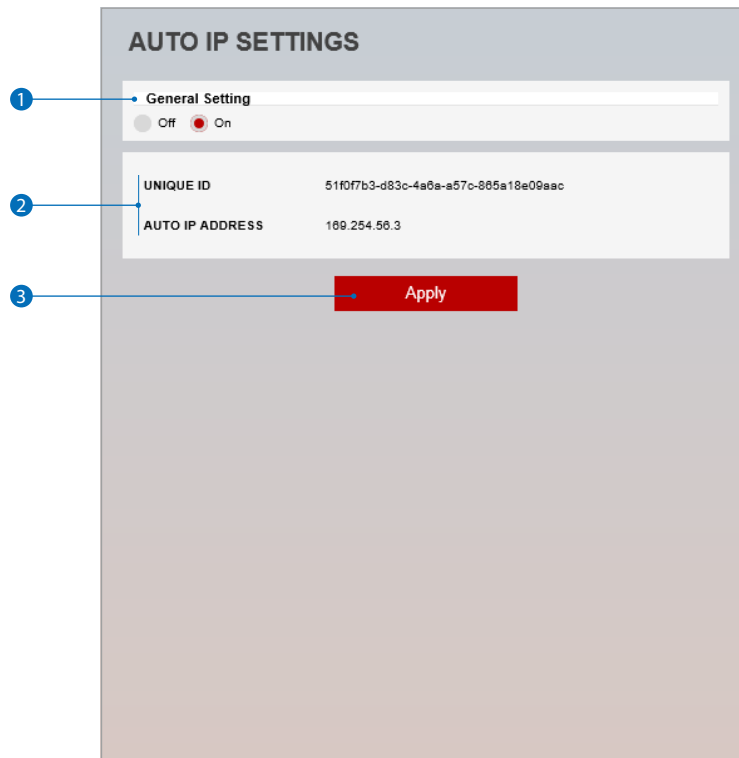 AUTO IP SETTINGS
1 General Setting
Off On
UNIQUE ID 51f0f7b3-d83c-4a6a-a57c-865a18e09aac
2
AUTO IP ADDRESS 169.254.56.3
3 Apply